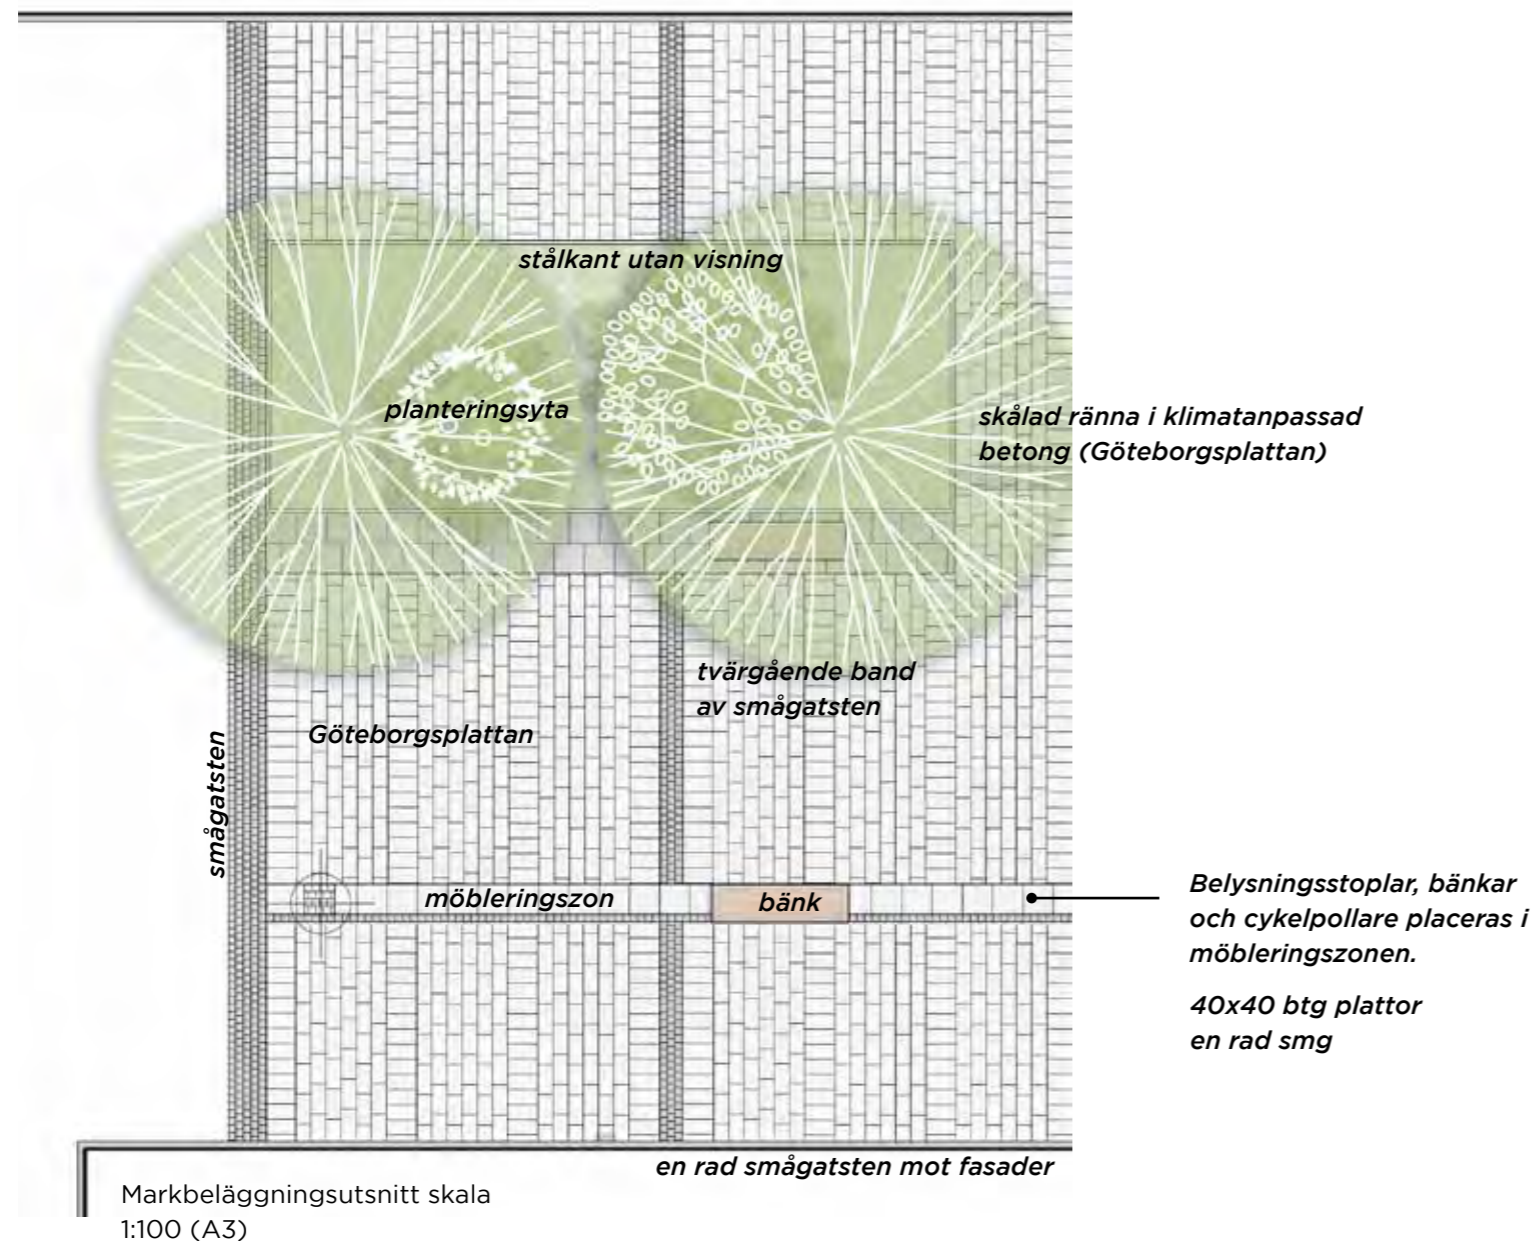 stålkant utan visning
planteringsyta
skålad ränna i klimatanpassad
betong (Göteborgsplattan)
tvärgående band
av smågatsten
Göteborgsplattan
smågatsten
möbleringszon
bänk
Belysningsstoplar, bänkar
och cykelpollare placeras i
möbleringszonen.
40x40 btg plattor
en rad smg
en rad smågatsten mot fasader
Markbeläggningsutsnitt skala
1:100 (A3)